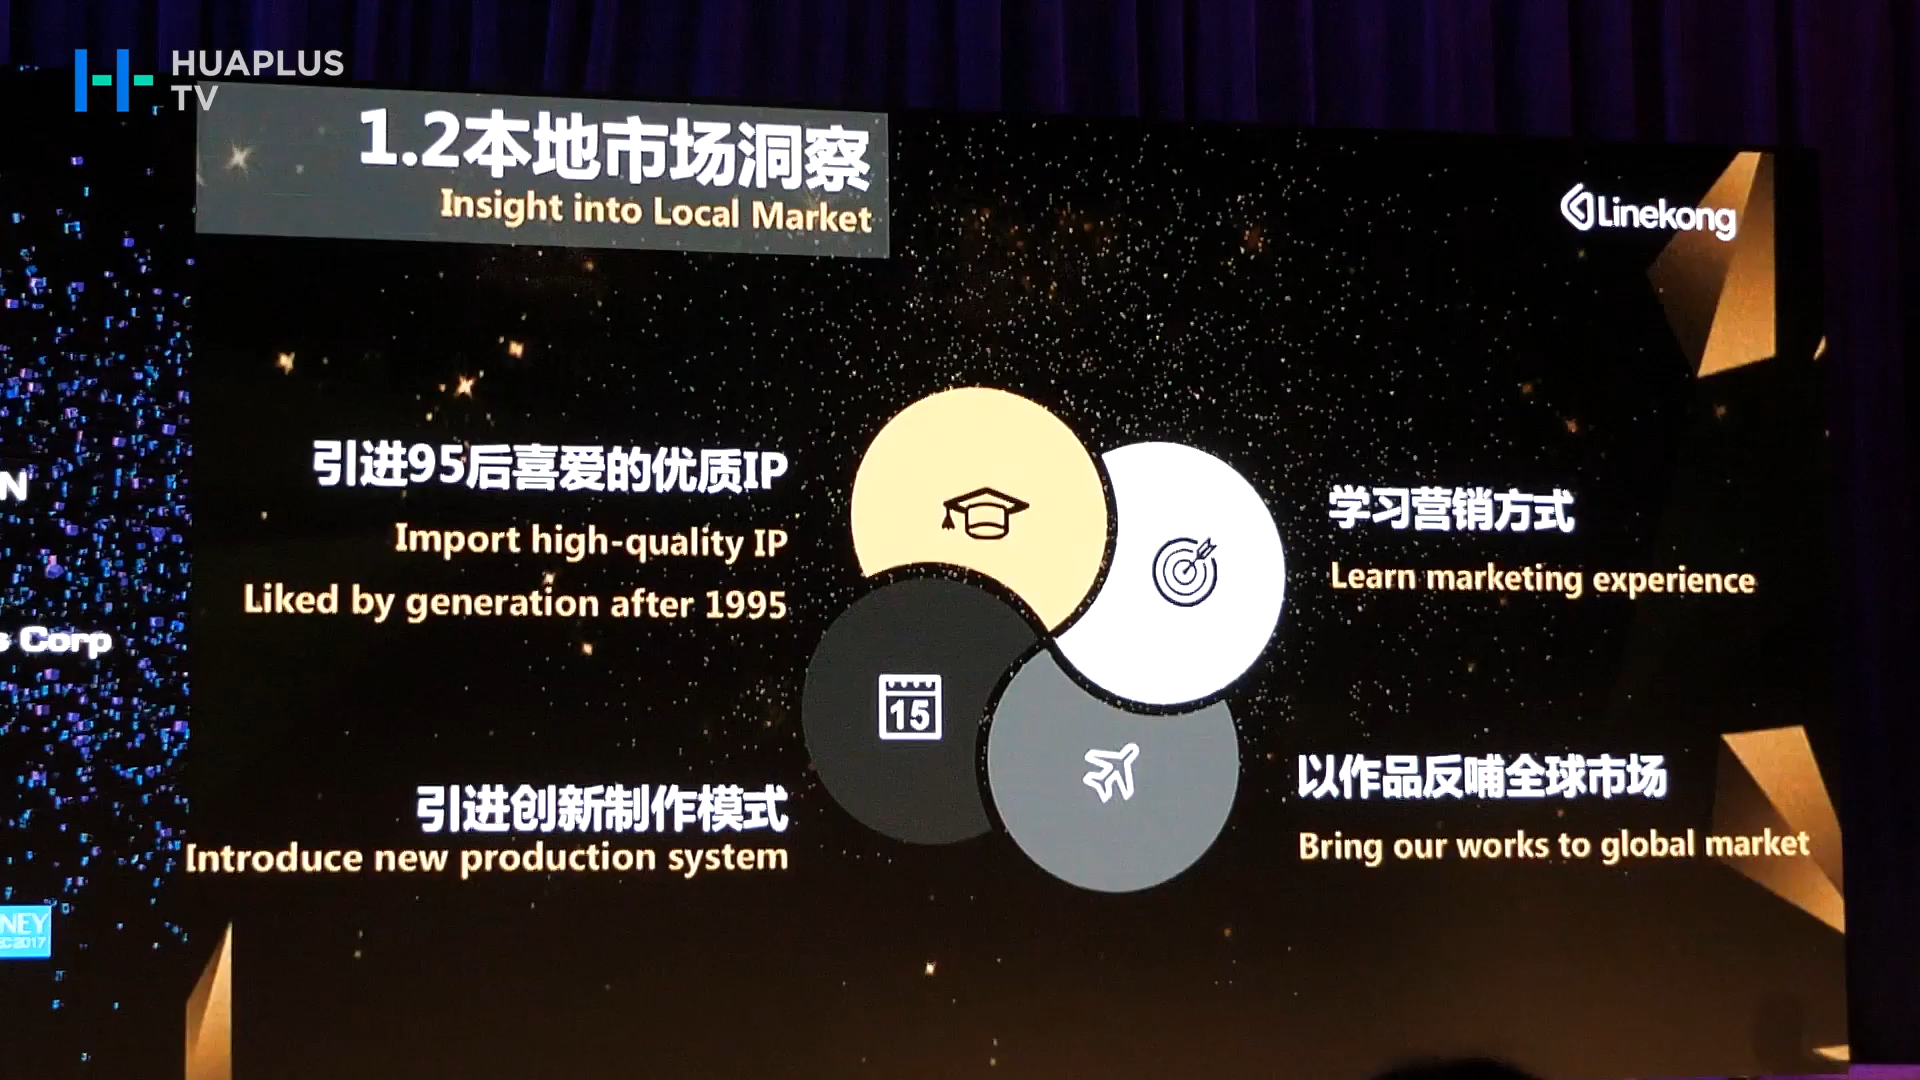 HUAPLUS
TV
1.2本地市场洞察
Insight into Local Market
Linekong
引进95后喜爱的优质IP
Import high-quality IP
Liked by generation after 1995
学习营销方式
Learn marketing experience
15
引进创新制作模式
Introduce new production system
以作品反哺全球市场
Bring our works to global market
N
s Corp
NEY